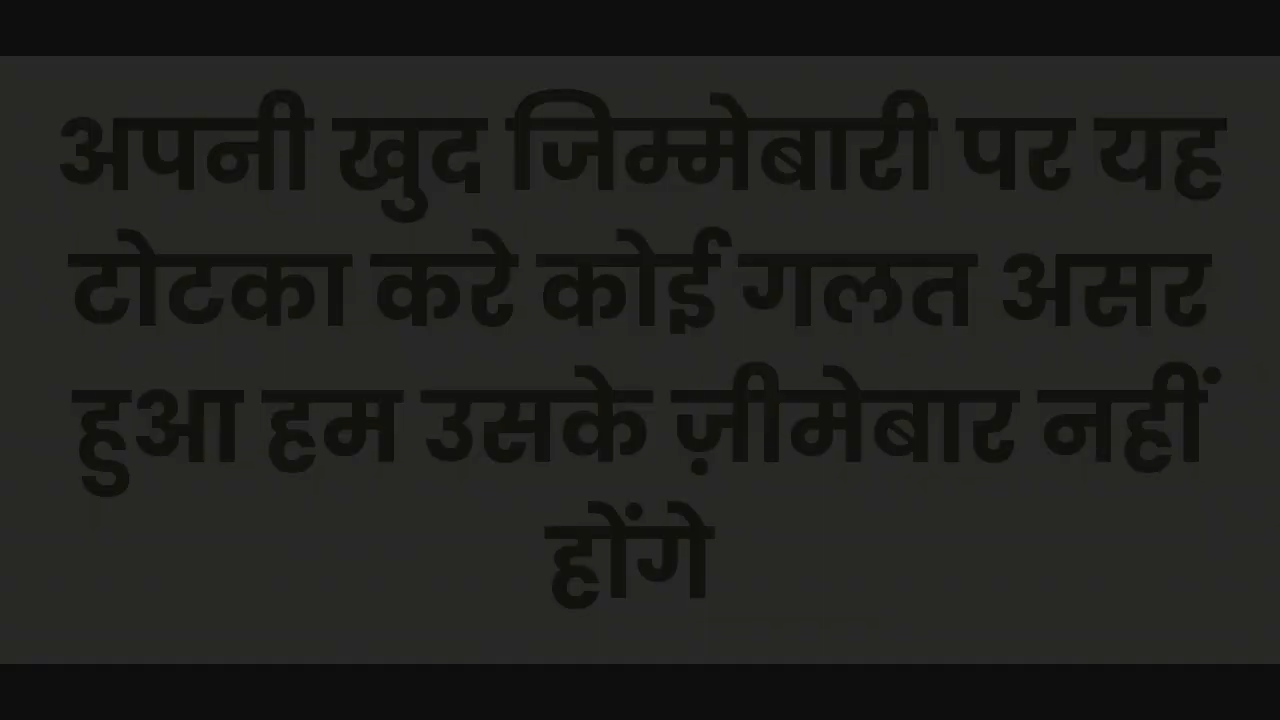 अपनी खुद जिम्मेबारी पर यह
टोटका करे कोई गलत असर
हुआ हम उसके ज़ीमेबार नहीं
होंगे